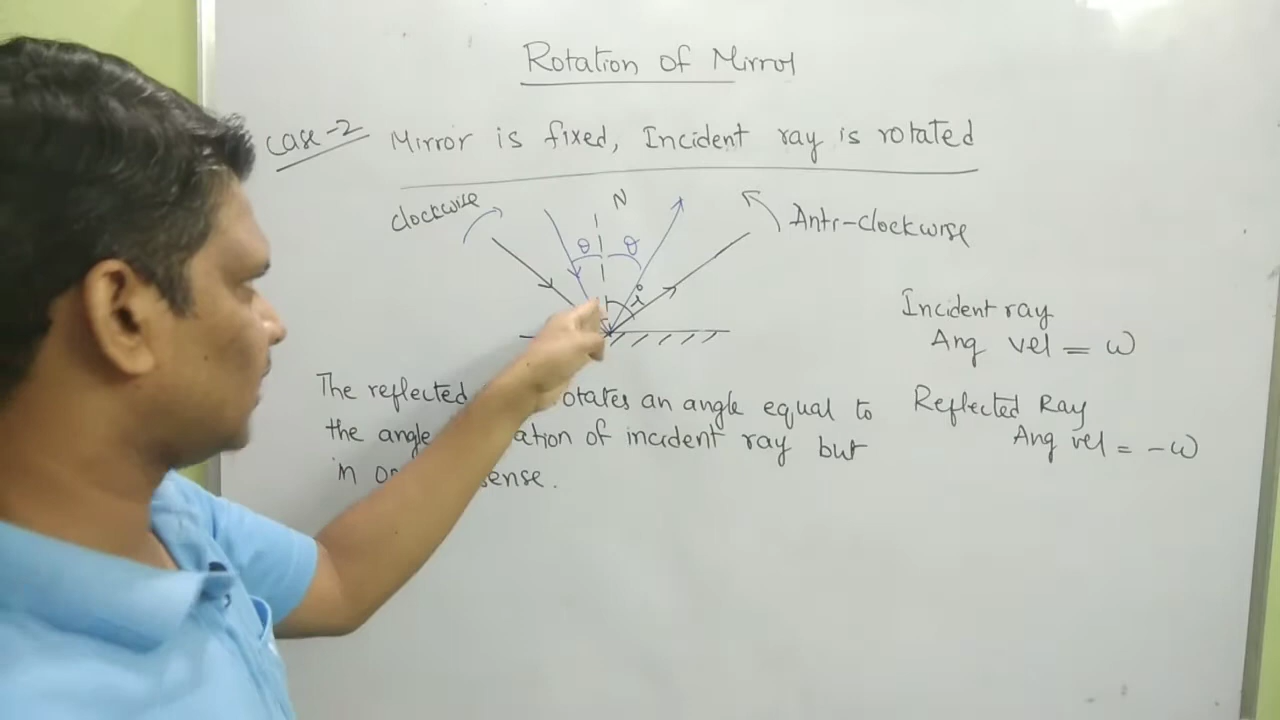 Rotation of Mirror
Case-2 Mirror is fixed, Incident ray is rotated
clockwise N Anti-clockwise
θ θ
i
Incident ray
Ang vel = ω
The reflected otates an angle equal to
the angle ation of incident ray but
in sense.
Reflected Ray
Ang vel = -ω